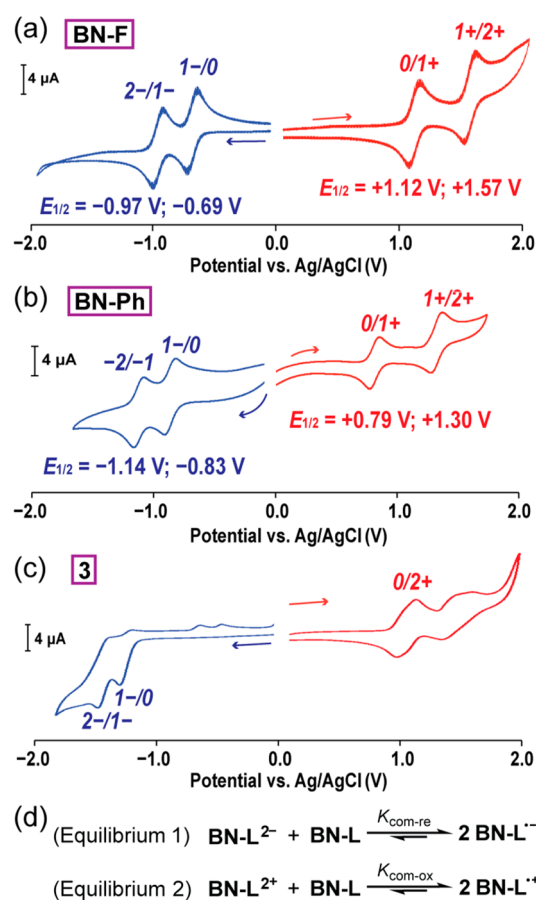 (a) BN-F
4 µA
2−/1− 1−/0
0/1+ 1+/2+
E1/2 = −0.97 V; −0.69 V
E1/2 = +1.12 V; +1.57 V
−2.0 −1.0 0.0 1.0 2.0
Potential vs. Ag/AgCl (V)
(b) BN-Ph
4 µA
−2/−1 1−/0
0/1+ 1+/2+
E1/2 = −1.14 V; −0.83 V
E1/2 = +0.79 V; +1.30 V
−2.0 −1.0 0.0 1.0 2.0
Potential vs. Ag/AgCl (V)
(c) 3
4 µA
0/2+
1−/0
2−/1−
−2.0 −1.0 0.0 1.0 2.0
Potential vs. Ag/AgCl (V)
(d)
(Equilibrium 1) BN-L2− + BN-L Kcom-re 2 BN-L•−
(Equilibrium 2) BN-L2+ + BN-L Kcom-ox 2 BN-L•+